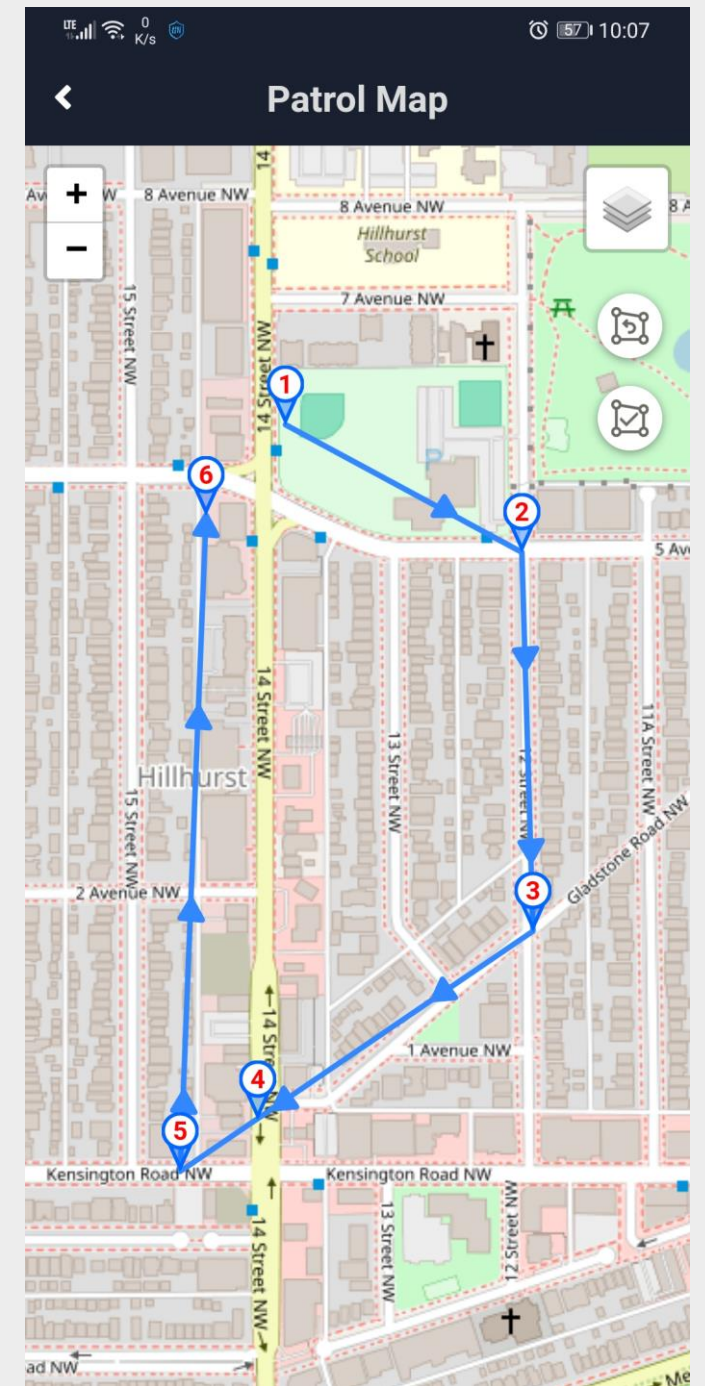 LTE 0 K/s 57 10:07
Patrol Map
+
−
14
W 8 Avenue NW
8 Avenue NW
8 A
Hillhurst
School
7 Avenue NW
15 Street NW
14 Street NW
1
P
6
2
5 Av
14 Street NW
13 Street NW
12 Street NW
11A Street NW
Hillhurst
15 Street NW
2 Avenue NW
3
Gladstone Road NW
14 Street NW
1 Avenue NW
4
5
Kensington Road NW
Kensington Road NW
13 Street NW
12 Street NW
14 Street NW
ad NW
Me